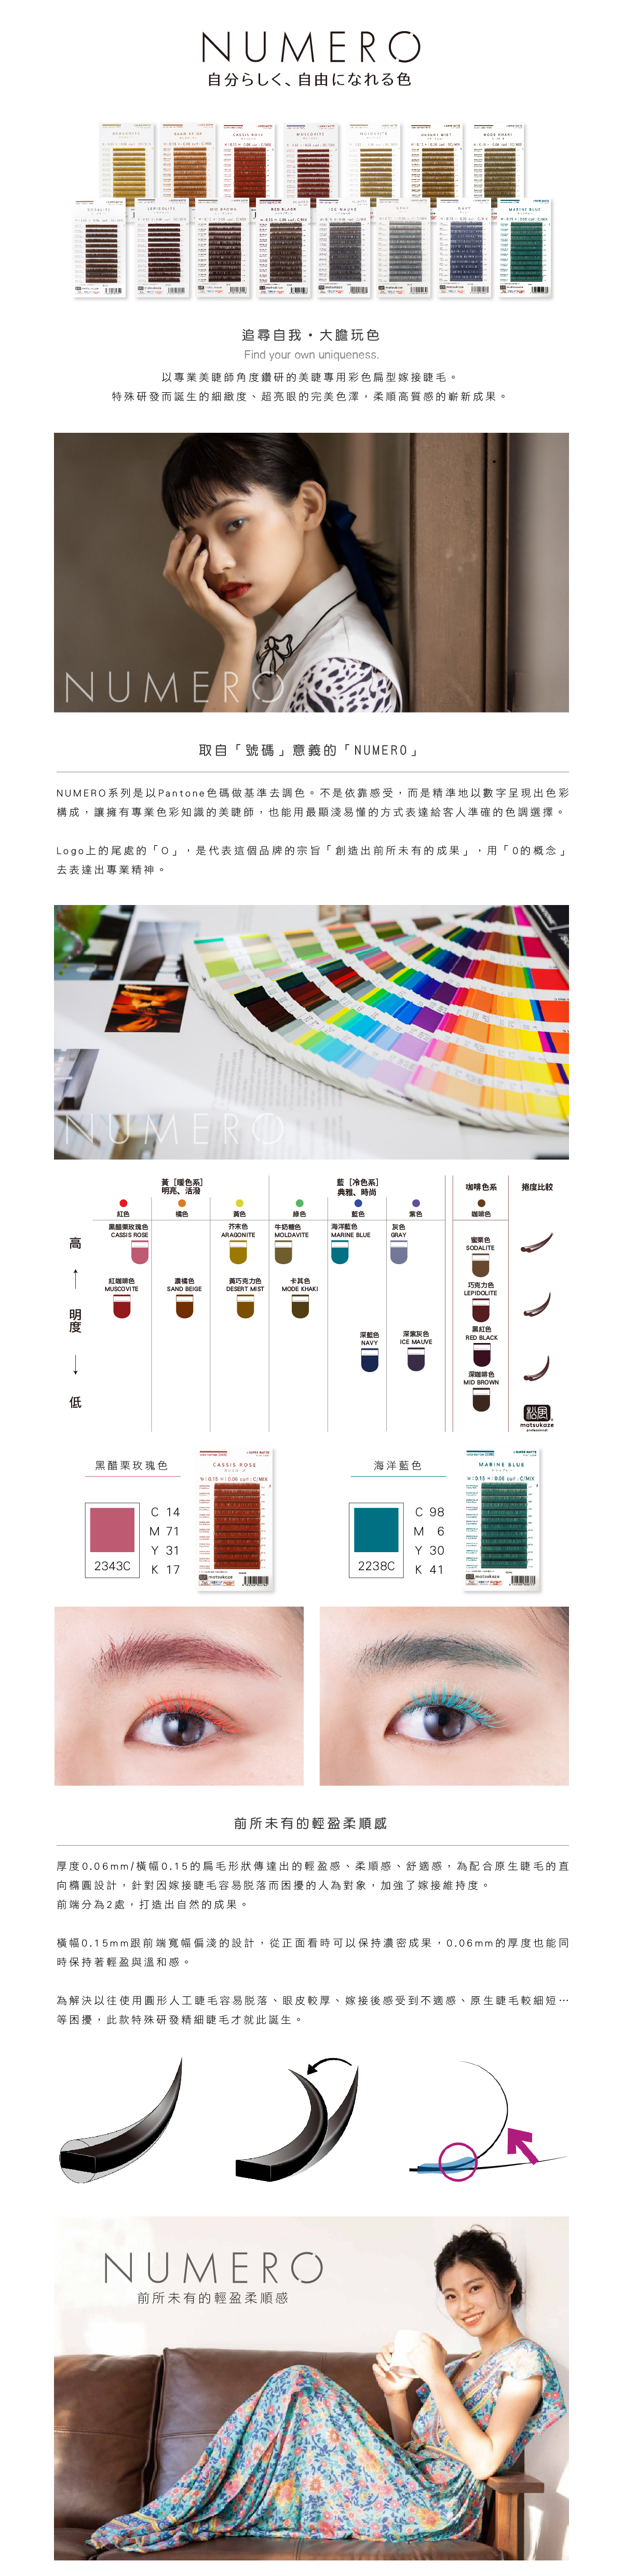 NUMERO
自分らしく、自由になれる色
追尋自我・大膽玩色
Find your own uniqueness.
以專業美睫師角度鑽研的美睫專用彩色扁型嫁接睫毛。
特殊研發而誕生的細緻度、超亮眼的完美色澤，柔順高質感的嶄新成果。
NUMERO
取自「號碼」意義的「NUMERO」
NUMERO系列是以Pantone色碼做基準去調色。不是依靠感受，而是精準地以數字呈現出色彩
構成，讓擁有專業色彩知識的美睫師，也能用最顯淺易懂的方式表達給客人準確的色調選擇。
Logo上的尾處的「O」，是代表這個品牌的宗旨「創造出前所未有的成果」，用「0的概念」
去表達出專業精神。
NUMERO
黃［暖色系］
明亮、活潑
藍［冷色系］
典雅、時尚
咖啡色系
捲度比較
紅色 橘色 黃色 綠色 藍色 紫色 咖啡色
高
明度
低
黑醋栗玫瑰色
CASSIS ROSE
芥末色
ARAGONITE
牛奶糖色
MOLDAVITE
海洋藍色
MARINE BLUE
灰色
GRAY
蜜棗色
SODALITE
紅咖啡色
MUSCOVITE
濃橘色
SAND BEIGE
黃巧克力色
DESERT MIST
卡其色
MODE KHAKI
巧克力色
LEPIDOLITE
深藍色
NAVY
深紫灰色
ICE MAUVE
黑紅色
RED BLACK
深咖啡色
MID BROWN
松風
matsukaze
professional
黑醋栗玫瑰色
2343C
C 14
M 71
Y 31
K 17
CASSIS ROSE
W:0.15 H:0.06 curl:C/MIX
matsukaze
海洋藍色
2238C
C 98
M 6
Y 30
K 41
MARINE BLUE
W:0.15 H:0.06 curl:C/MIX
matsukaze
前所未有的輕盈柔順感
厚度0.06mm/橫幅0.15的扁毛形狀傳達出的輕盈感、柔順感、舒適感，為配合原生睫毛的直
向橢圓設計，針對因嫁接睫毛容易脫落而困擾的人為對象，加強了嫁接維持度。
前端分為2處，打造出自然的成果。
橫幅0.15mm跟前端寬幅偏淺的設計，從正面看時可以保持濃密成果，0.06mm的厚度也能同
時保持著輕盈與溫和感。
為解決以往使用圓形人工睫毛容易脫落、眼皮較厚、嫁接後感受到不適感、原生睫毛較細短…
等困擾，此款特殊研發精細睫毛才就此誕生。
NUMERO
前所未有的輕盈柔順感